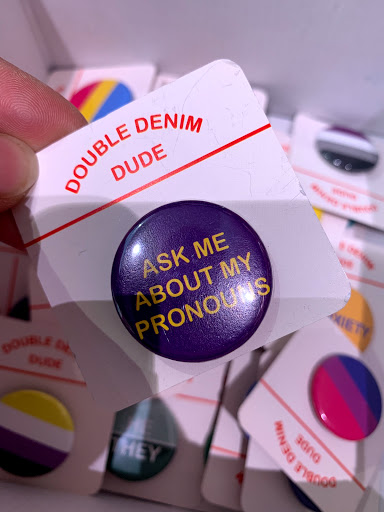 DOUBLE DENIM
DUDE
ASK ME
ABOUT MY
PRONOUNS
DOUBLE DENIM
DUDE
HEY
DOUBLE DENIM
DUDE